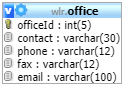 v wlr.office
officeId : int(5)
contact : varchar(30)
phone : varchar(12)
fax : varchar(12)
email : varchar(100)